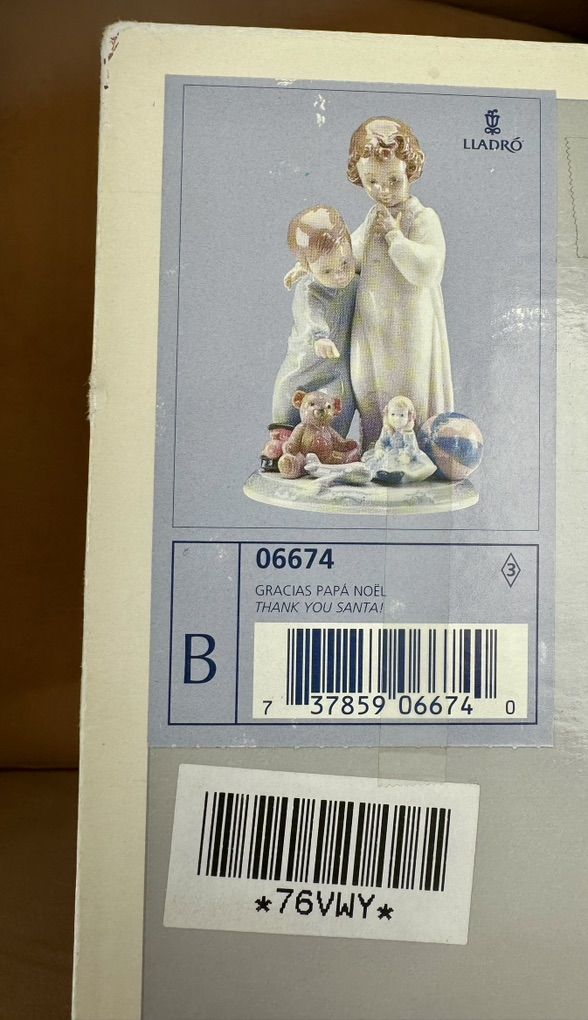 LLADRÓ
06674
3
GRACIAS PAPÁ NOËL
THANK YOU SANTA!
B
7 37859 06674 0
*76VWY*